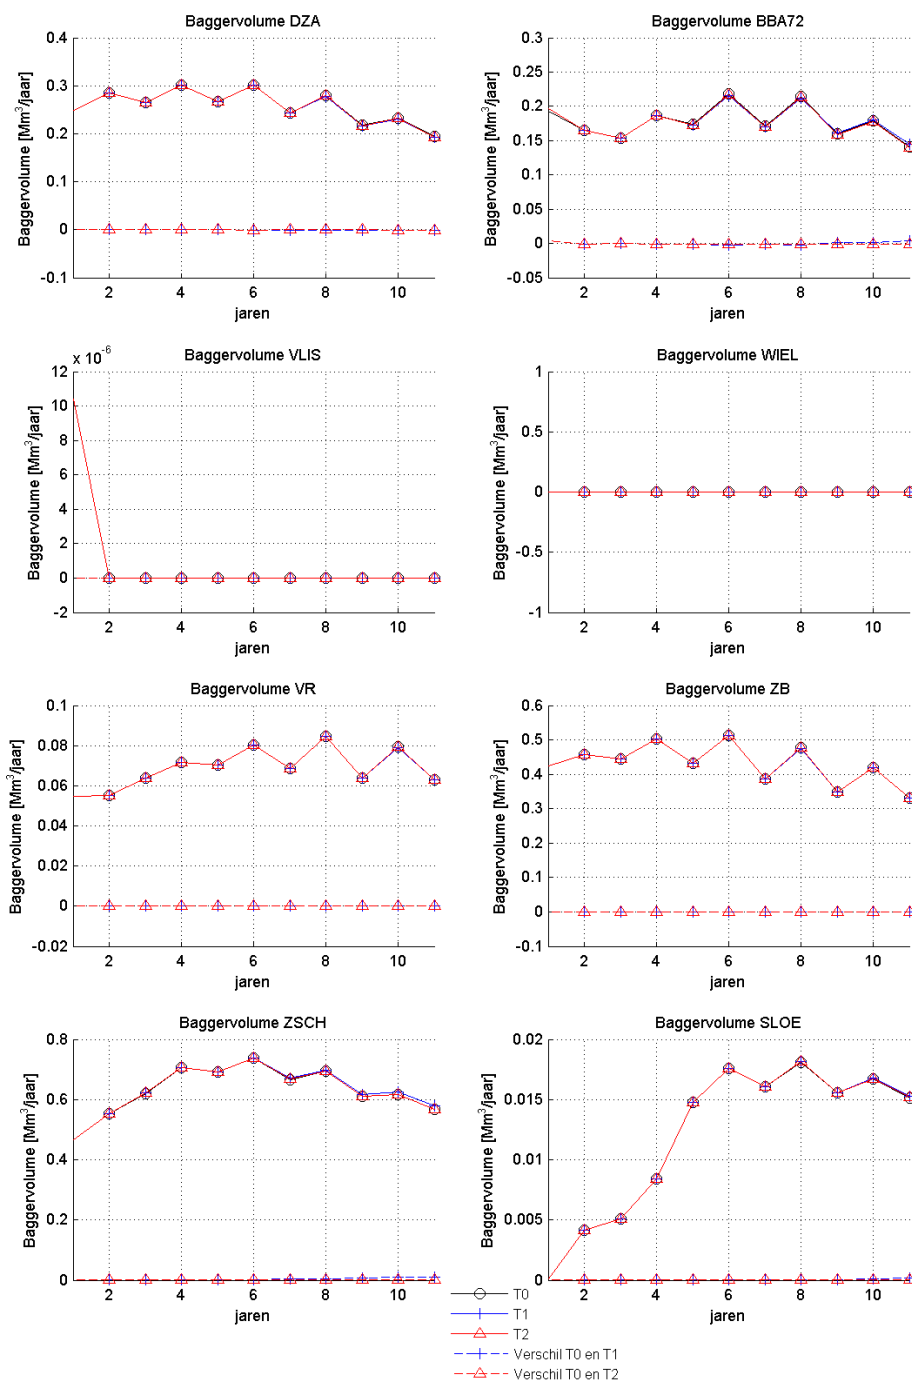 Baggervolume DZA
Baggervolume [Mm³/jaar]
0.4
0.3
0.2
0.1
0
-0.1
2 4 6 8 10
jaren
Baggervolume BBA72
Baggervolume [Mm³/jaar]
0.3
0.25
0.2
0.15
0.1
0.05
0
-0.05
2 4 6 8 10
jaren
Baggervolume VLIS
x 10⁻⁶
Baggervolume [Mm³/jaar]
12
10
8
6
4
2
0
-2
2 4 6 8 10
jaren
Baggervolume WIEL
Baggervolume [Mm³/jaar]
1
0.5
0
-0.5
-1
2 4 6 8 10
jaren
Baggervolume VR
Baggervolume [Mm³/jaar]
0.1
0.08
0.06
0.04
0.02
0
-0.02
2 4 6 8 10
jaren
Baggervolume ZB
Baggervolume [Mm³/jaar]
0.6
0.5
0.4
0.3
0.2
0.1
0
-0.1
2 4 6 8 10
jaren
Baggervolume ZSCH
Baggervolume [Mm³/jaar]
0.8
0.6
0.4
0.2
0
2 4 6 8 10
jaren
Baggervolume SLOE
Baggervolume [Mm³/jaar]
0.02
0.015
0.01
0.005
0
2 4 6 8 10
jaren
T0
T1
T2
Verschil T0 en T1
Verschil T0 en T2